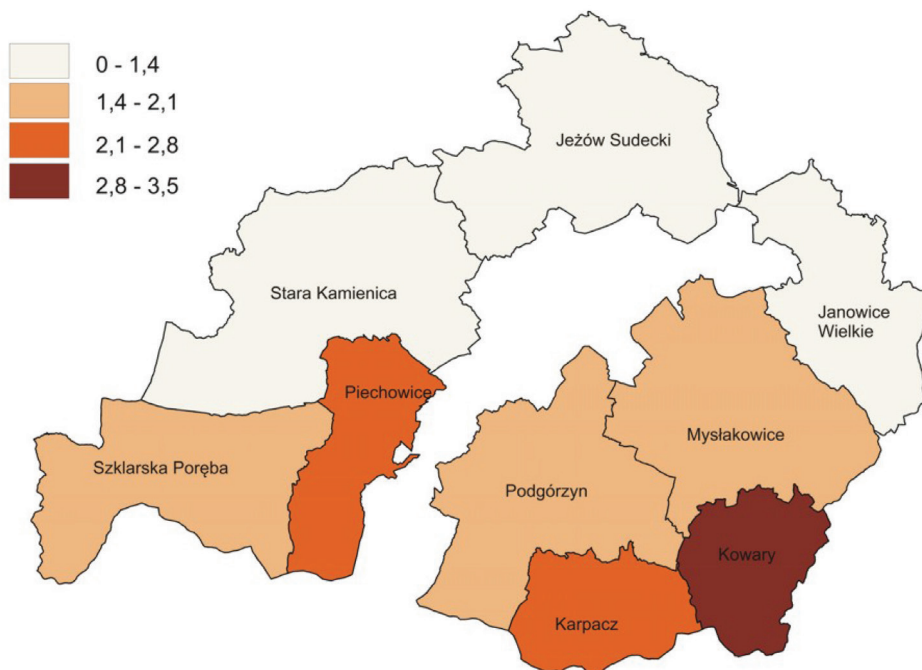 0 - 1,4
1,4 - 2,1
2,1 - 2,8
2,8 - 3,5
Jeżów Sudecki
Stara Kamienica
Janowice
Wielkie
Piechowice
Mysłakowice
Szklarska Poręba
Podgórzyn
Kowary
Karpacz